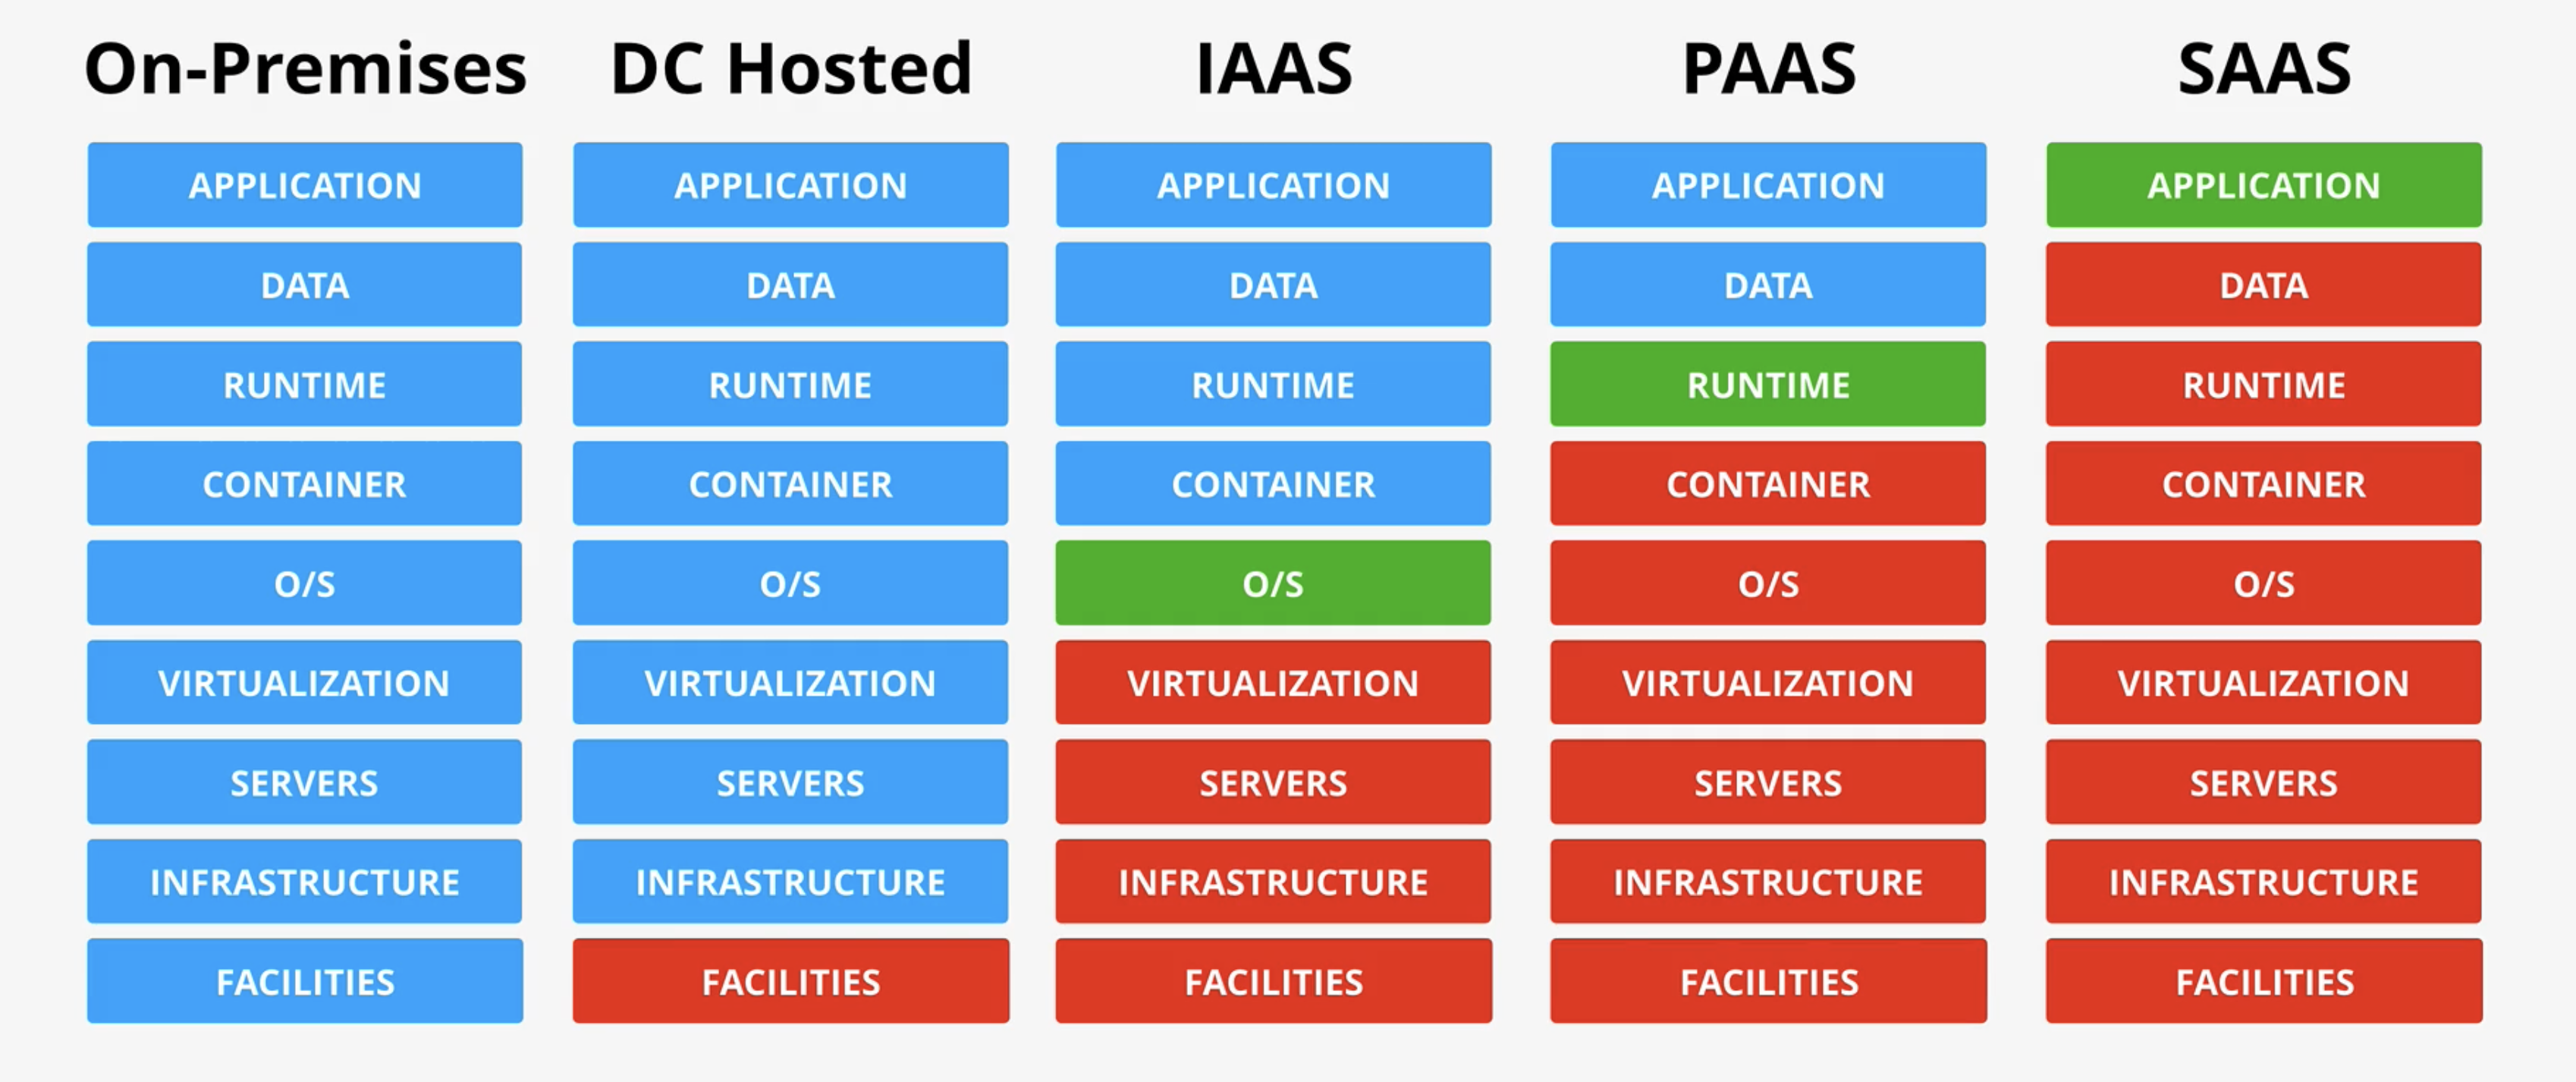 On-Premises DC Hosted IAAS PAAS SAAS
APPLICATION APPLICATION APPLICATION APPLICATION APPLICATION
DATA DATA DATA DATA DATA
RUNTIME RUNTIME RUNTIME RUNTIME RUNTIME
CONTAINER CONTAINER CONTAINER CONTAINER CONTAINER
O/S O/S O/S O/S O/S
VIRTUALIZATION VIRTUALIZATION VIRTUALIZATION VIRTUALIZATION VIRTUALIZATION
SERVERS SERVERS SERVERS SERVERS SERVERS
INFRASTRUCTURE INFRASTRUCTURE INFRASTRUCTURE INFRASTRUCTURE INFRASTRUCTURE
FACILITIES FACILITIES FACILITIES FACILITIES FACILITIES